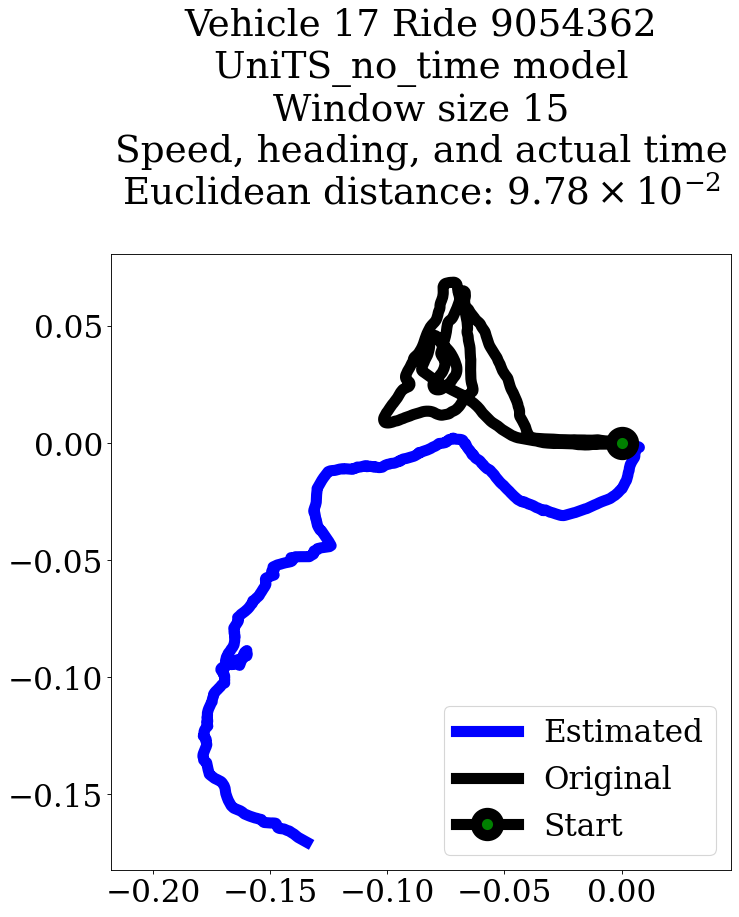 Vehicle 17 Ride 9054362
UniTS_no_time model
Window size 15
Speed, heading, and actual time
Euclidean distance: 9.78 × 10⁻²
0.05
0.00
−0.05
−0.10
−0.15
Estimated
Original
Start
−0.20 −0.15 −0.10 −0.05 0.00